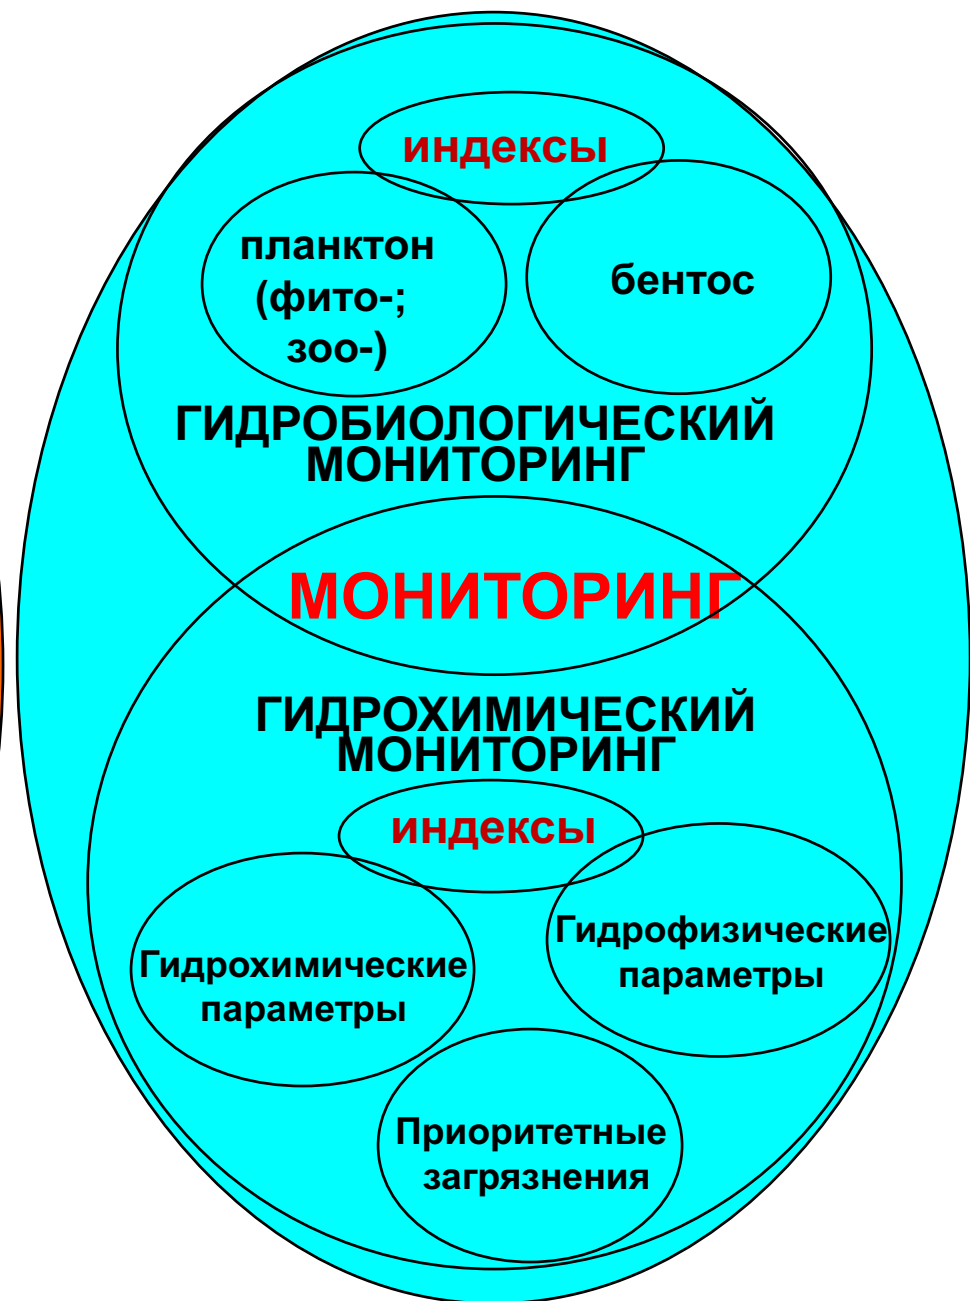 индексы
планктон
(фито-;
зоо-)
бентос
ГИДРОБИОЛОГИЧЕСКИЙ
МОНИТОРИНГ
МОНИТОРИНГ
ГИДРОХИМИЧЕСКИЙ
МОНИТОРИНГ
индексы
Гидрохимические
параметры
Гидрофизические
параметры
Приоритетные
загрязнения